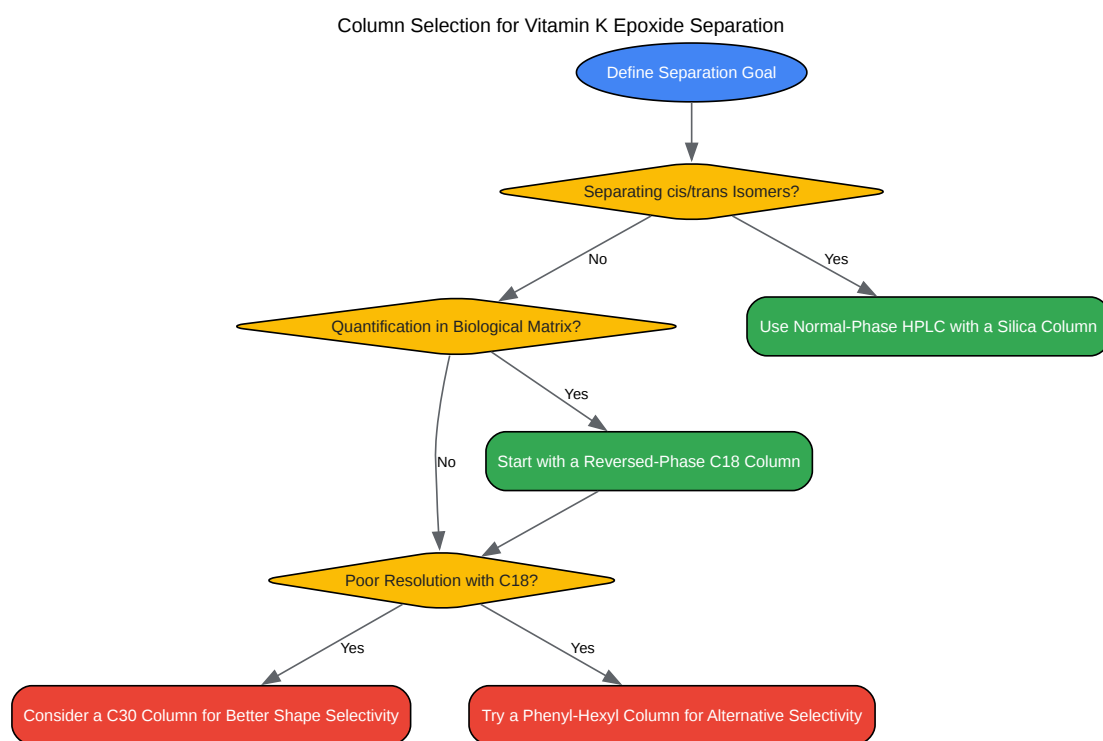 Column Selection for Vitamin K Epoxide Separation
Define Separation Goal
Separating cis/trans Isomers?
No
Yes
Quantification in Biological Matrix?
Use Normal-Phase HPLC with a Silica Column
Yes
No
Start with a Reversed-Phase C18 Column
Poor Resolution with C18?
Yes
Yes
Consider a C30 Column for Better Shape Selectivity
Try a Phenyl-Hexyl Column for Alternative Selectivity